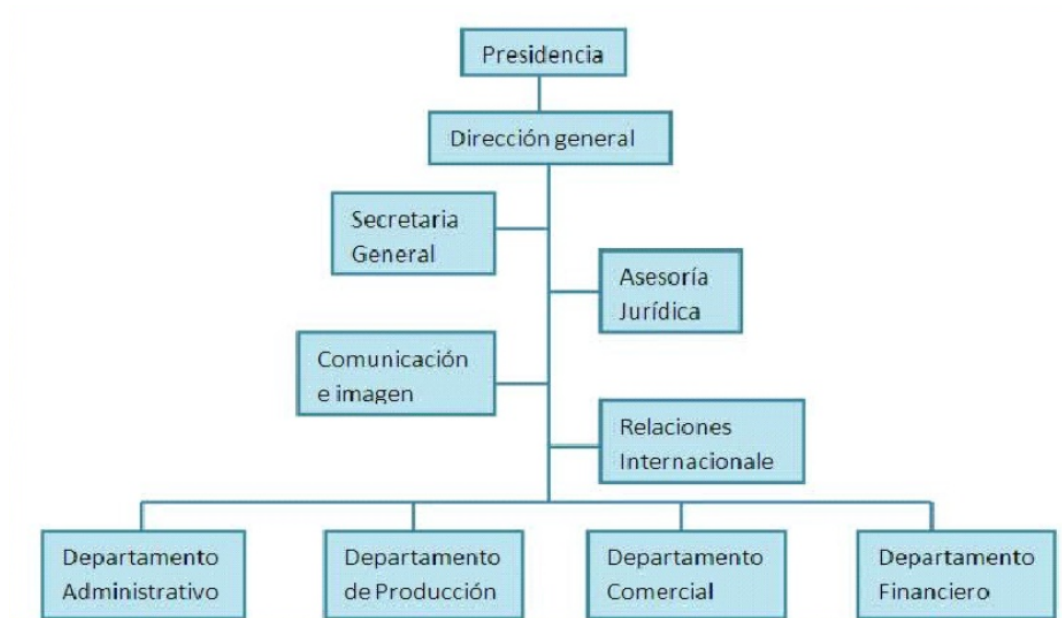 Presidencia
Dirección general
Secretaria
General
Asesoría
Jurídica
Comunicación
e imagen
Relaciones
Internacionale
Departamento
Administrativo
Departamento
de Producción
Departamento
Comercial
Departamento
Financiero